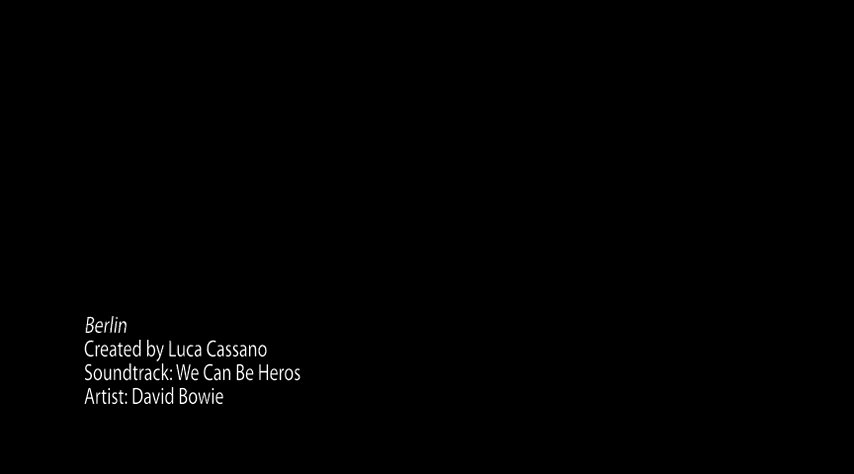 Berlin
Created by Luca Cassano
Soundtrack: We Can Be Heros
Artist: David Bowie